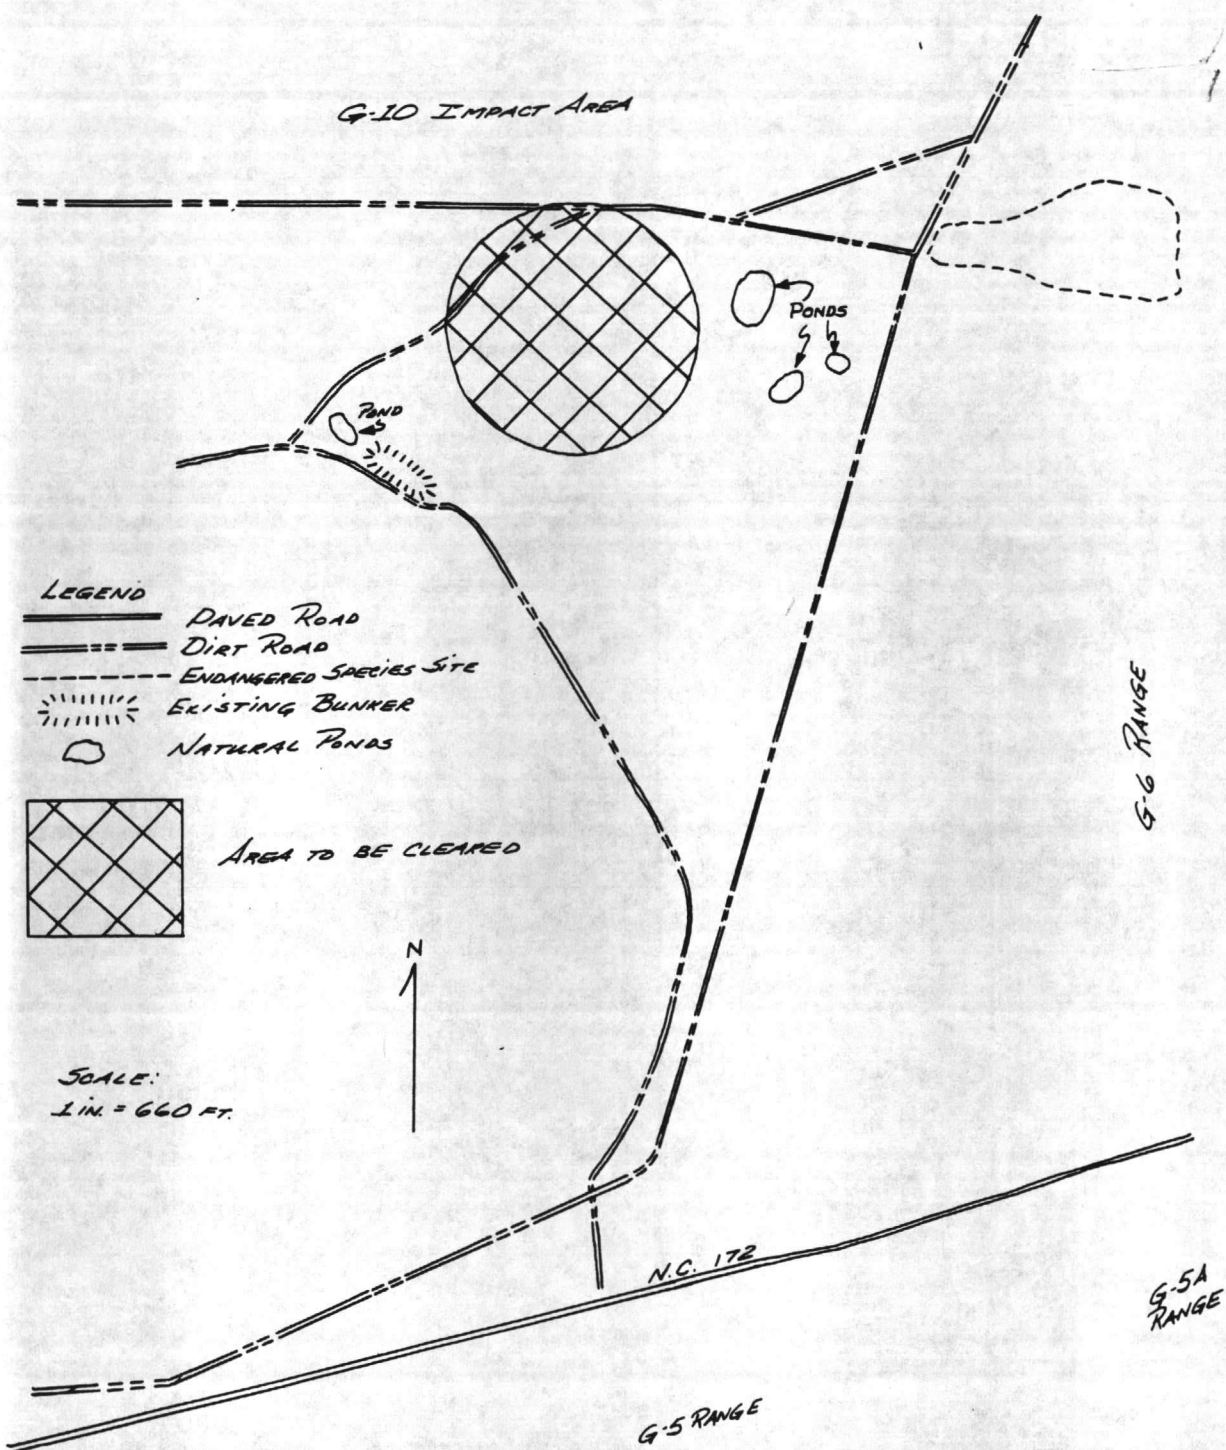 G-10 IMPACT AREA
PONDS
POND
LEGEND
PAVED ROAD
DIRT ROAD
ENDANGERED SPECIES SITE
EXISTING BUNKER
NATURAL PONDS
AREA TO BE CLEARED
G-6 RANGE
N
SCALE:
1 IN. = 660 FT.
N.C. 172
G-5A
RANGE
G-5 RANGE